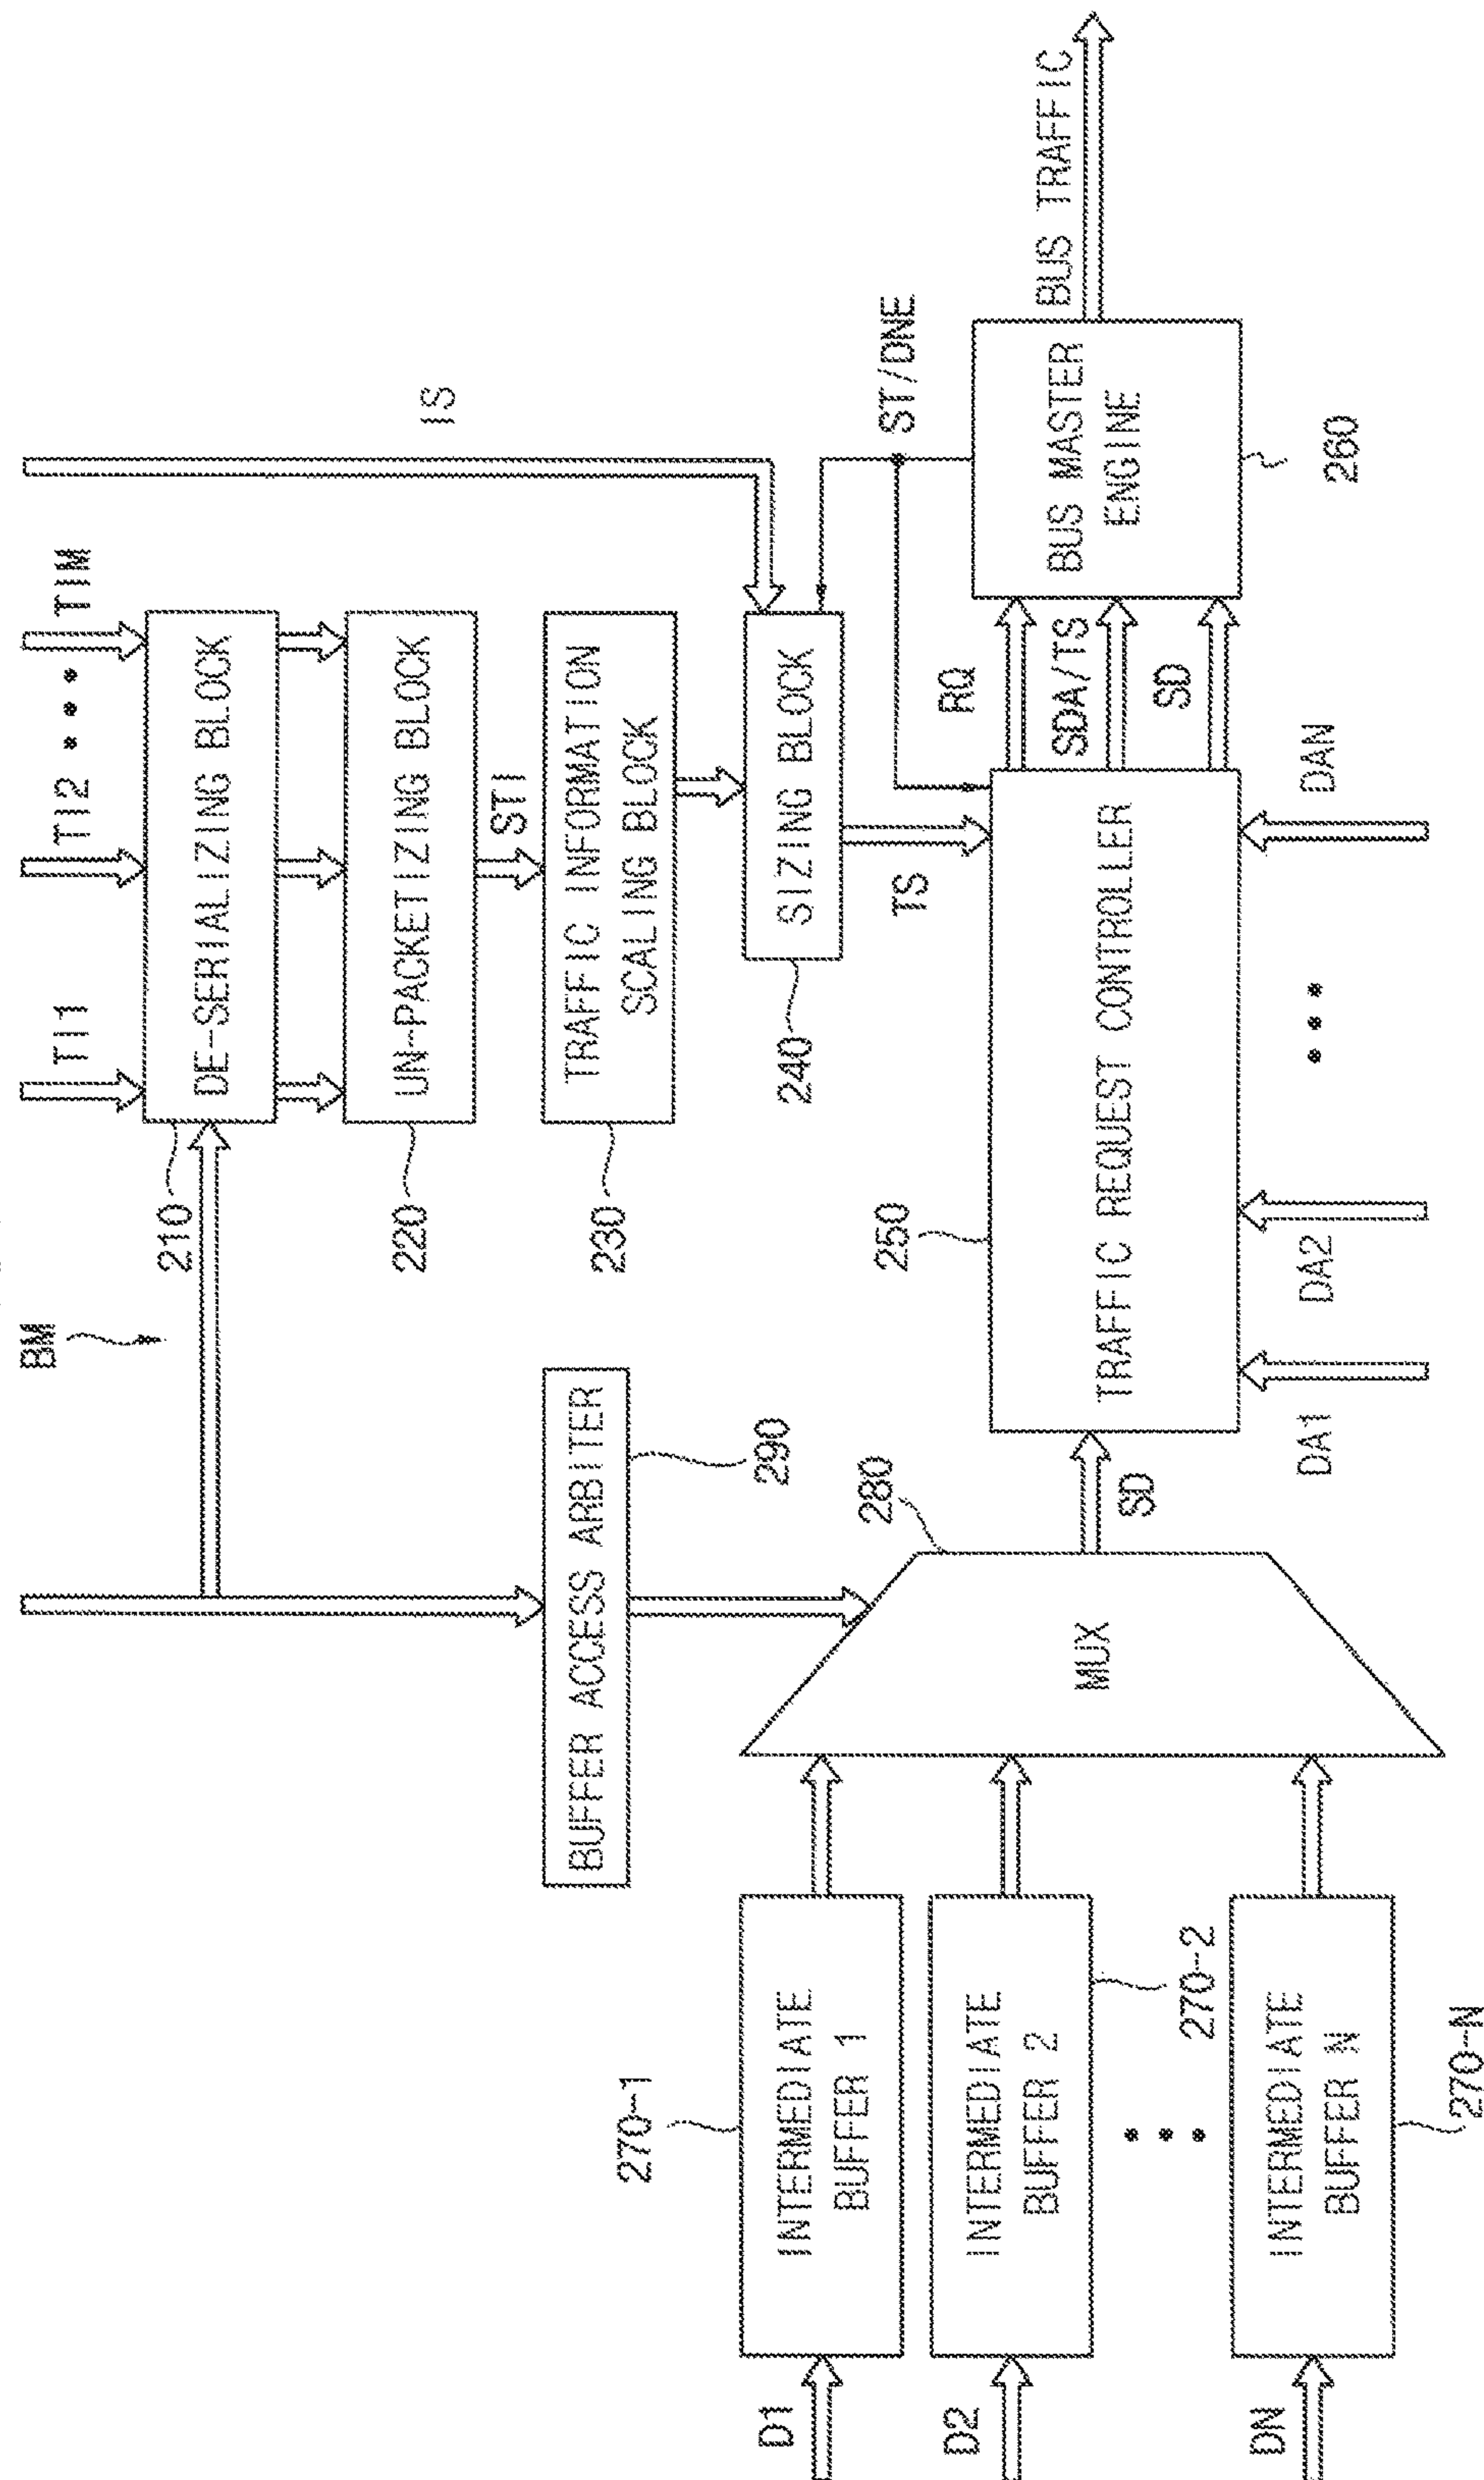 BM
TI1
TI2
TIM
IS
210
DE-SERIALIZING BLOCK
220
UN-PACKETIZING BLOCK
STI
230
TRAFFIC INFORMATION
SCALING BLOCK
290
BUFFER ACCESS ARBITER
240
SIZING BLOCK
ST/DNE
TS
270-1
INTERMEDIATE
BUFFER 1
D1
270-2
INTERMEDIATE
BUFFER 2
D2
270-N
INTERMEDIATE
BUFFER N
DN
280
MUX
SD
250
TRAFFIC REQUEST CONTROLLER
RQ
SDA/TS
SD
BUS MASTER
ENGINE
260
BUS TRAFFIC
DA1
DA2
DAN